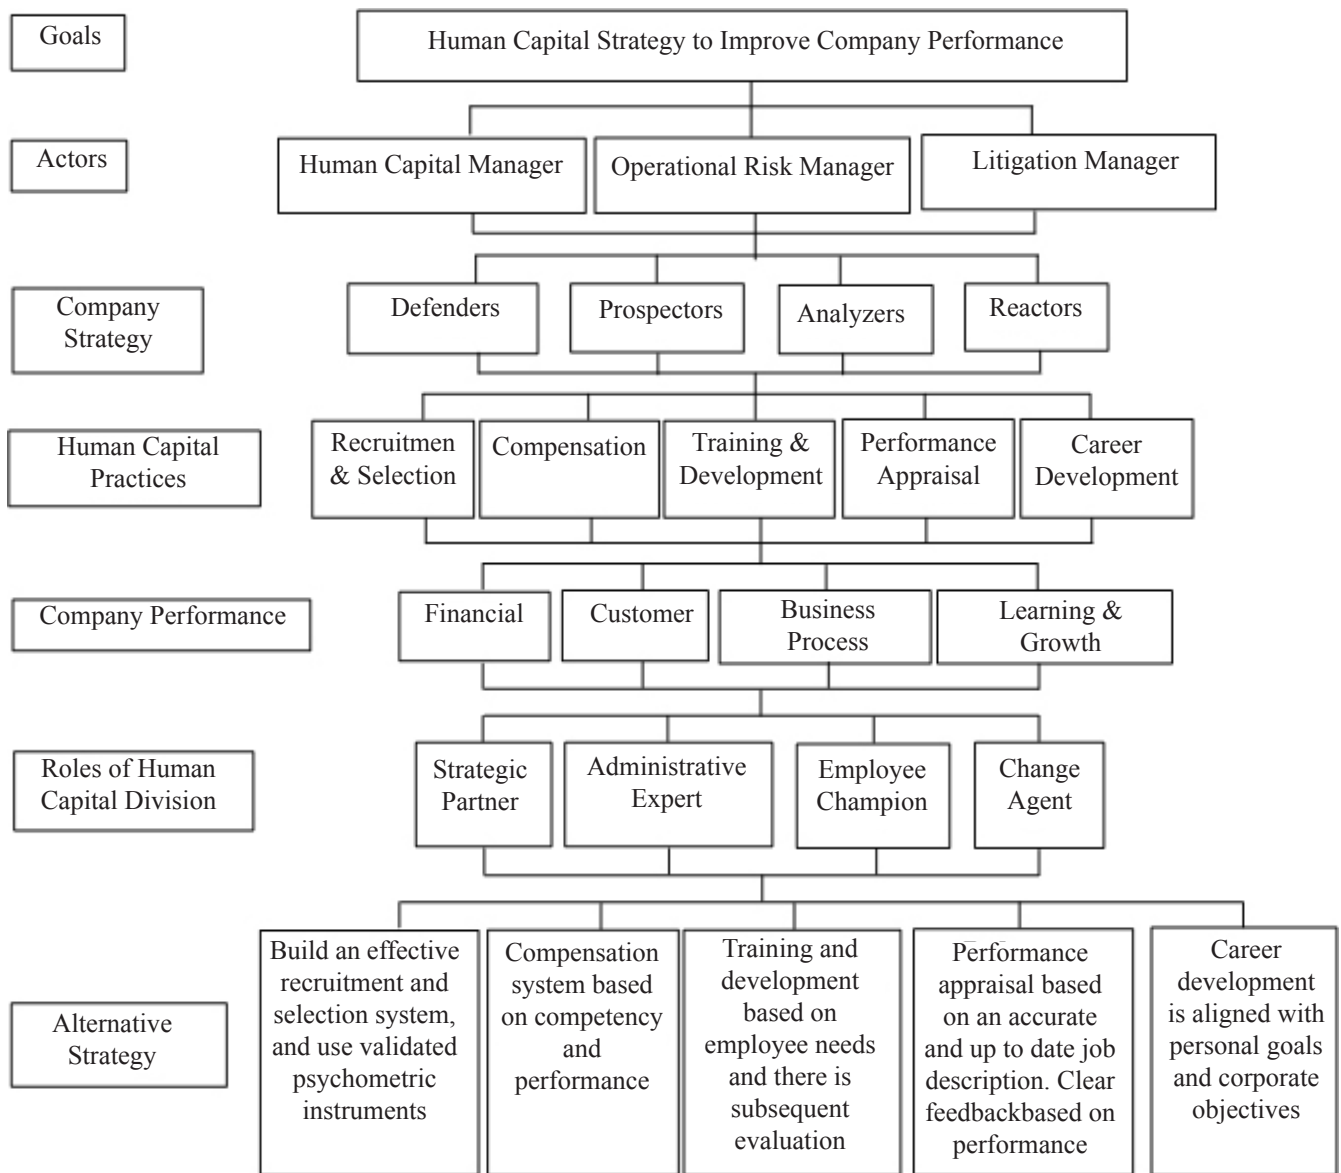 Goals
Human Capital Strategy to Improve Company Performance
Actors
Human Capital Manager
Operational Risk Manager
Litigation Manager
Company
Strategy
Defenders
Prospectors
Analyzers
Reactors
Human Capital
Practices
Recruitmen
& Selection
Compensation
Training &
Development
Performance
Appraisal
Career
Development
Company Performance
Financial
Customer
Business
Process
Learning &
Growth
Roles of Human
Capital Division
Strategic
Partner
Administrative
Expert
Employee
Champion
Change
Agent
Alternative
Strategy
Build an effective
recruitment and
selection system,
and use validated
psychometric
instruments
Compensation
system based
on competency
and
performance
Training and
development
based on
employee needs
and there is
subsequent
evaluation
Performance
appraisal based
on an accurate
and up to date job
description. Clear
feedbackbased on
performance
Career
development
is aligned with
personal goals
and corporate
objectives